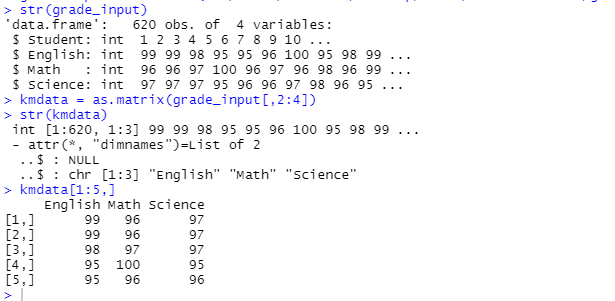 > str(grade_input)
'data.frame':   620 obs. of  4 variables:
 $ Student: int  1 2 3 4 5 6 7 8 9 10 ...
 $ English: int  99 99 98 95 95 96 100 95 98 99 ...
 $ Math   : int  96 96 97 100 96 97 96 98 96 99 ...
 $ Science: int  97 97 97 95 96 96 97 98 96 95 ...
> kmdata = as.matrix(grade_input[,2:4])
> str(kmdata)
 int [1:620, 1:3] 99 99 98 95 95 96 100 95 98 99 ...
 - attr(*, "dimnames")=List of 2
  ..$ : NULL
  ..$ : chr [1:3] "English" "Math" "Science"
> kmdata[1:5,]
     English Math Science
[1,]      99   96      97
[2,]      99   96      97
[3,]      98   97      97
[4,]      95  100      95
[5,]      95   96      96
>